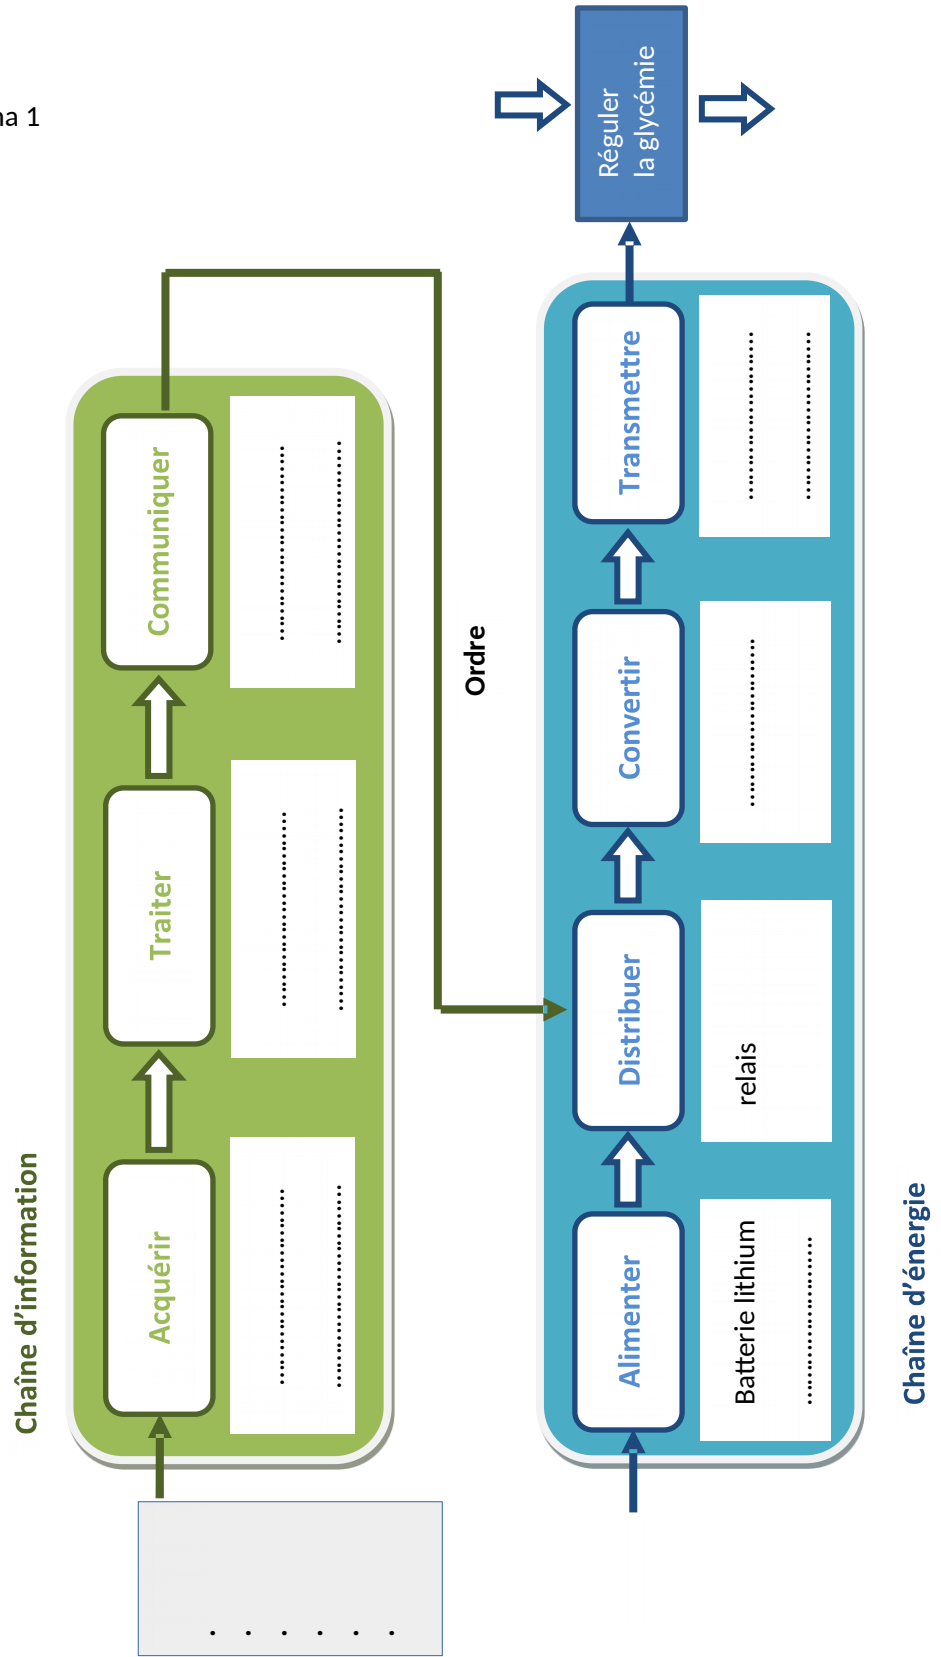 na 1
Chaîne d’information
Acquérir
Traiter
Communiquer
........................................
........................................
........................................
........................................
........................................
........................................
. . . . . .
Ordre
Réguler
la glycémie
Alimenter
Distribuer
Convertir
Transmettre
Batterie lithium
..............................
relais
..............................
..............................
..............................
Chaîne d’énergie